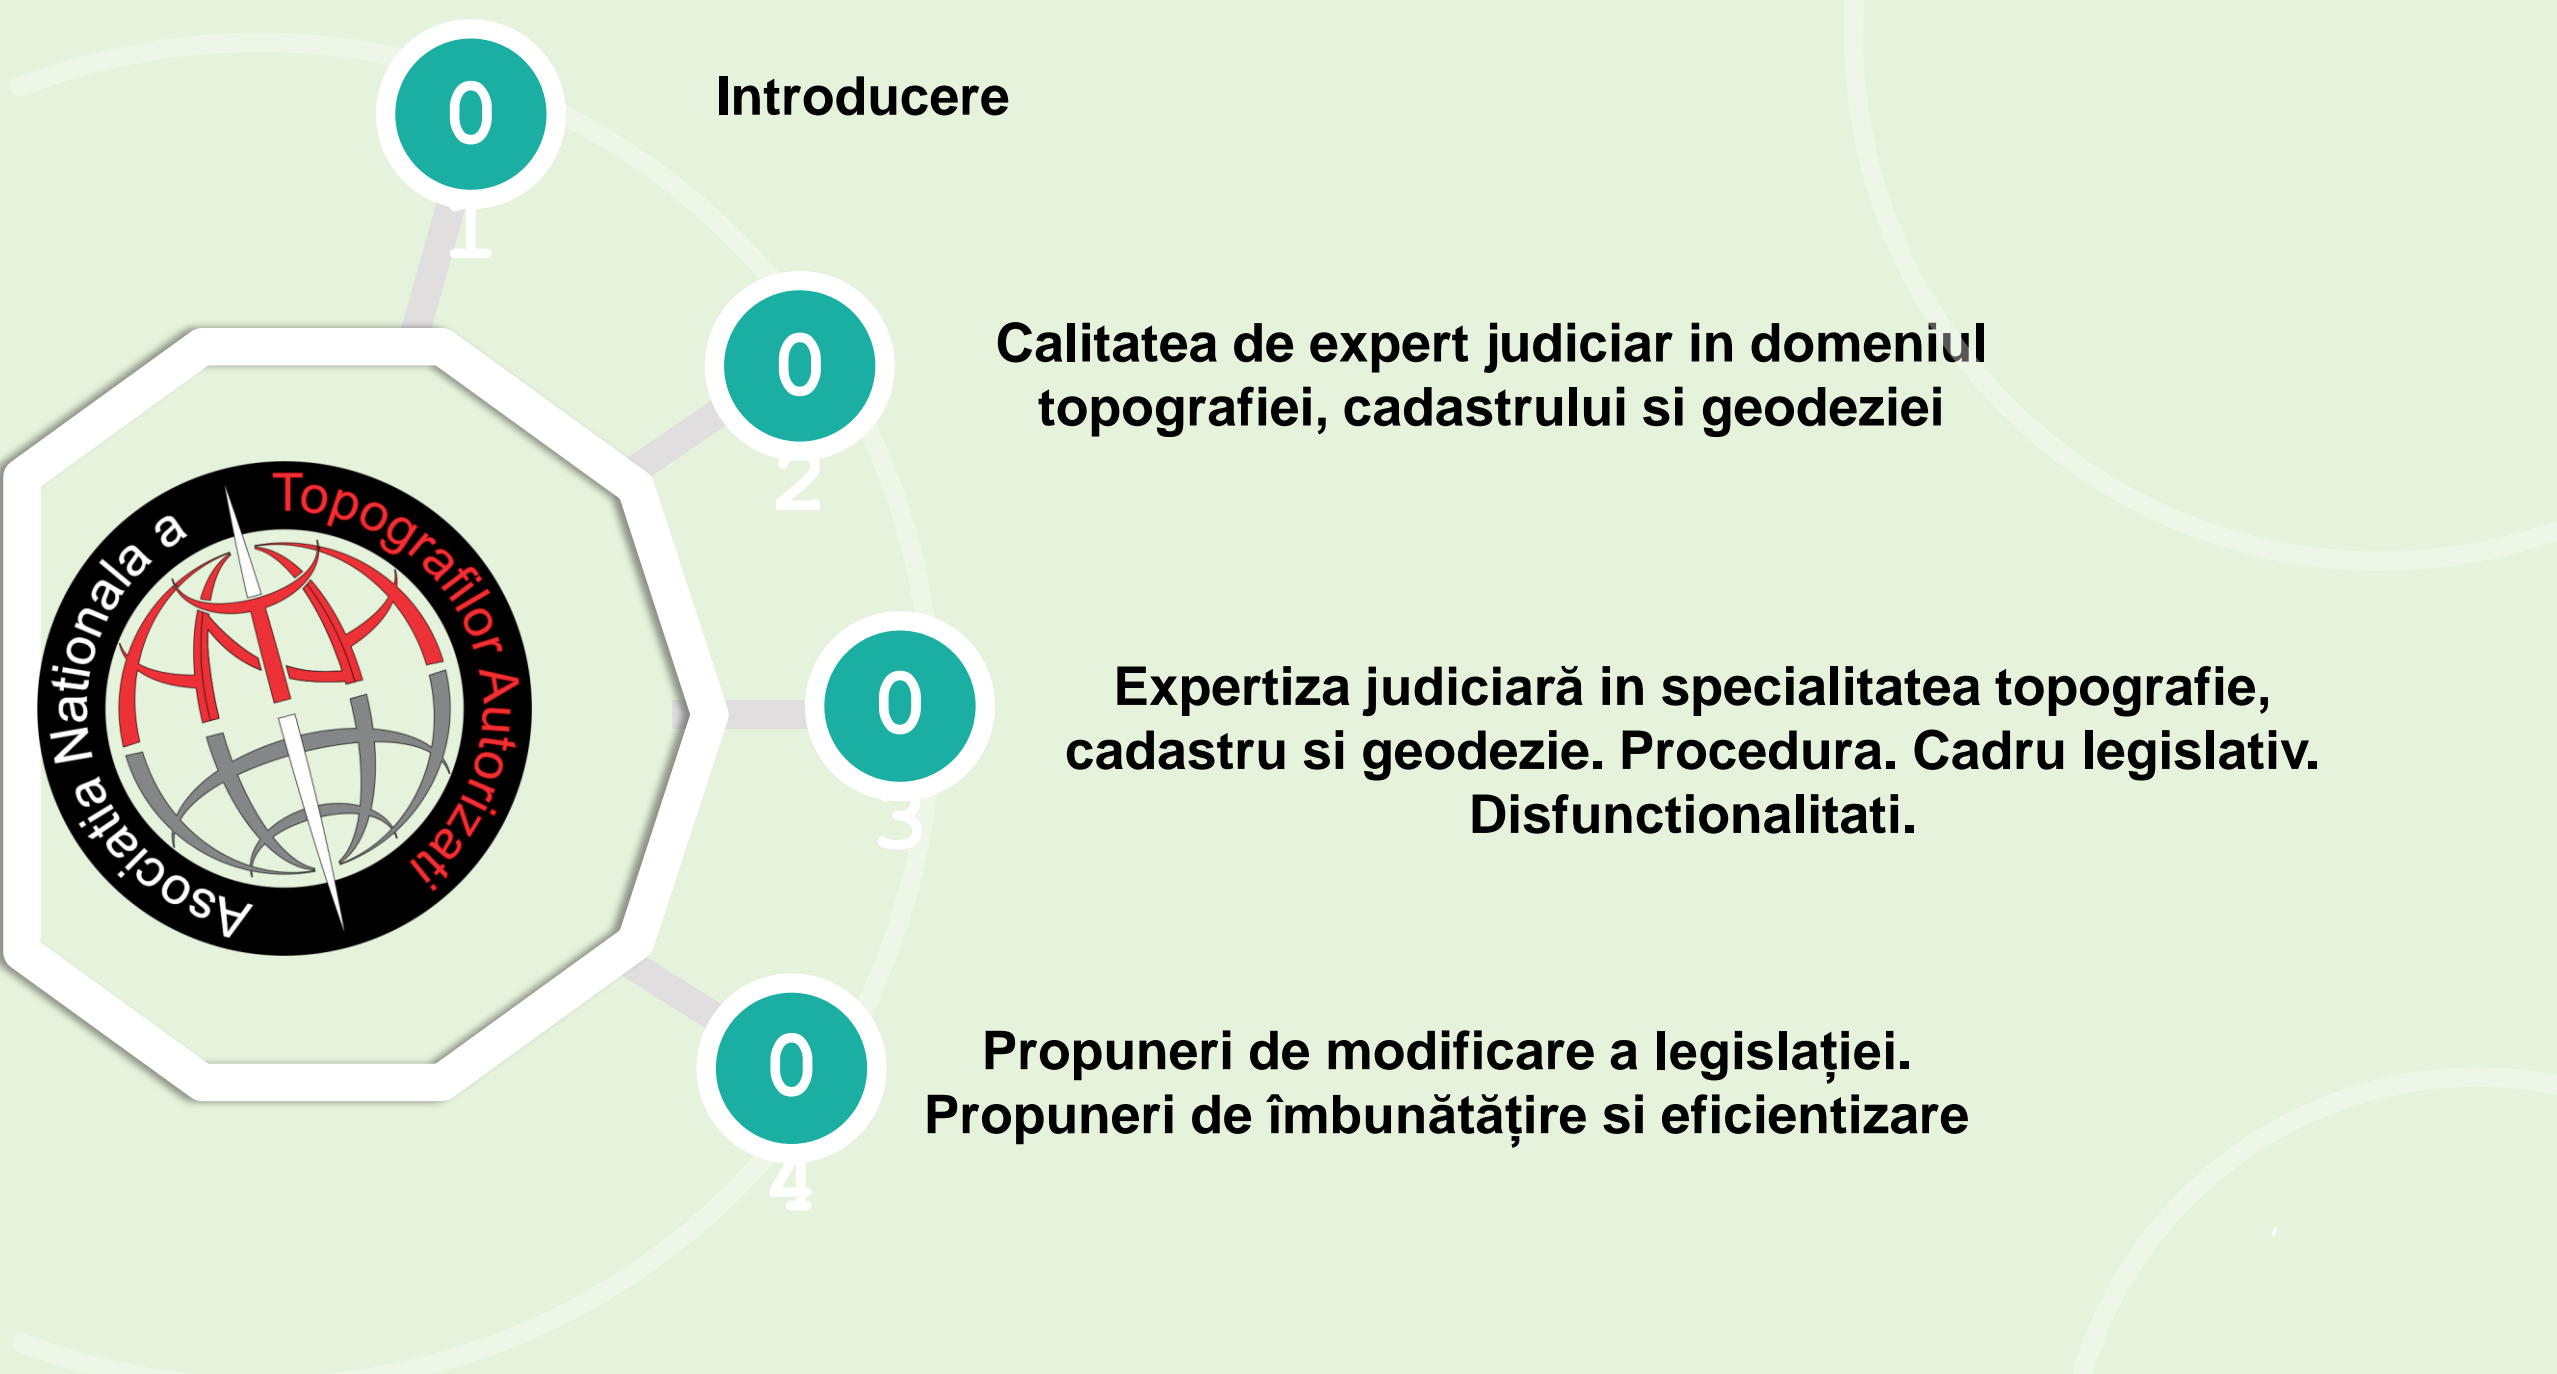 0
1
Introducere
0
2
Calitatea de expert judiciar in domeniul
topografiei, cadastrului si geodeziei
Asociatia Nationala a
Topografilor Autorizati
0
3
Expertiza judiciară in specialitatea topografie,
cadastru si geodezie. Procedura. Cadru legislativ.
Disfunctionalitati.
0
4
Propuneri de modificare a legislației.
Propuneri de îmbunătățire si eficientizare